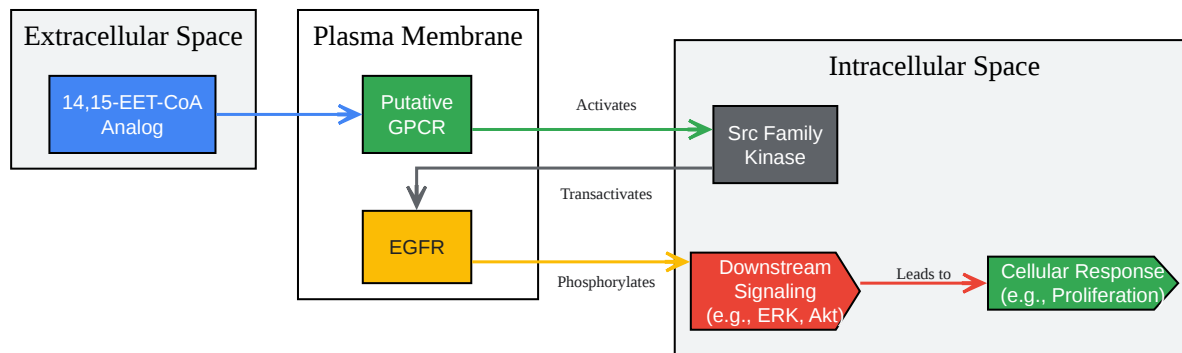 Extracellular Space
14,15-EET-CoA
Analog
Plasma Membrane
Putative
GPCR
Activates
Intracellular Space
Src Family
Kinase
Transactivates
EGFR
Phosphorylates
Downstream
Signaling
(e.g., ERK, Akt)
Leads to
Cellular Response
(e.g., Proliferation)